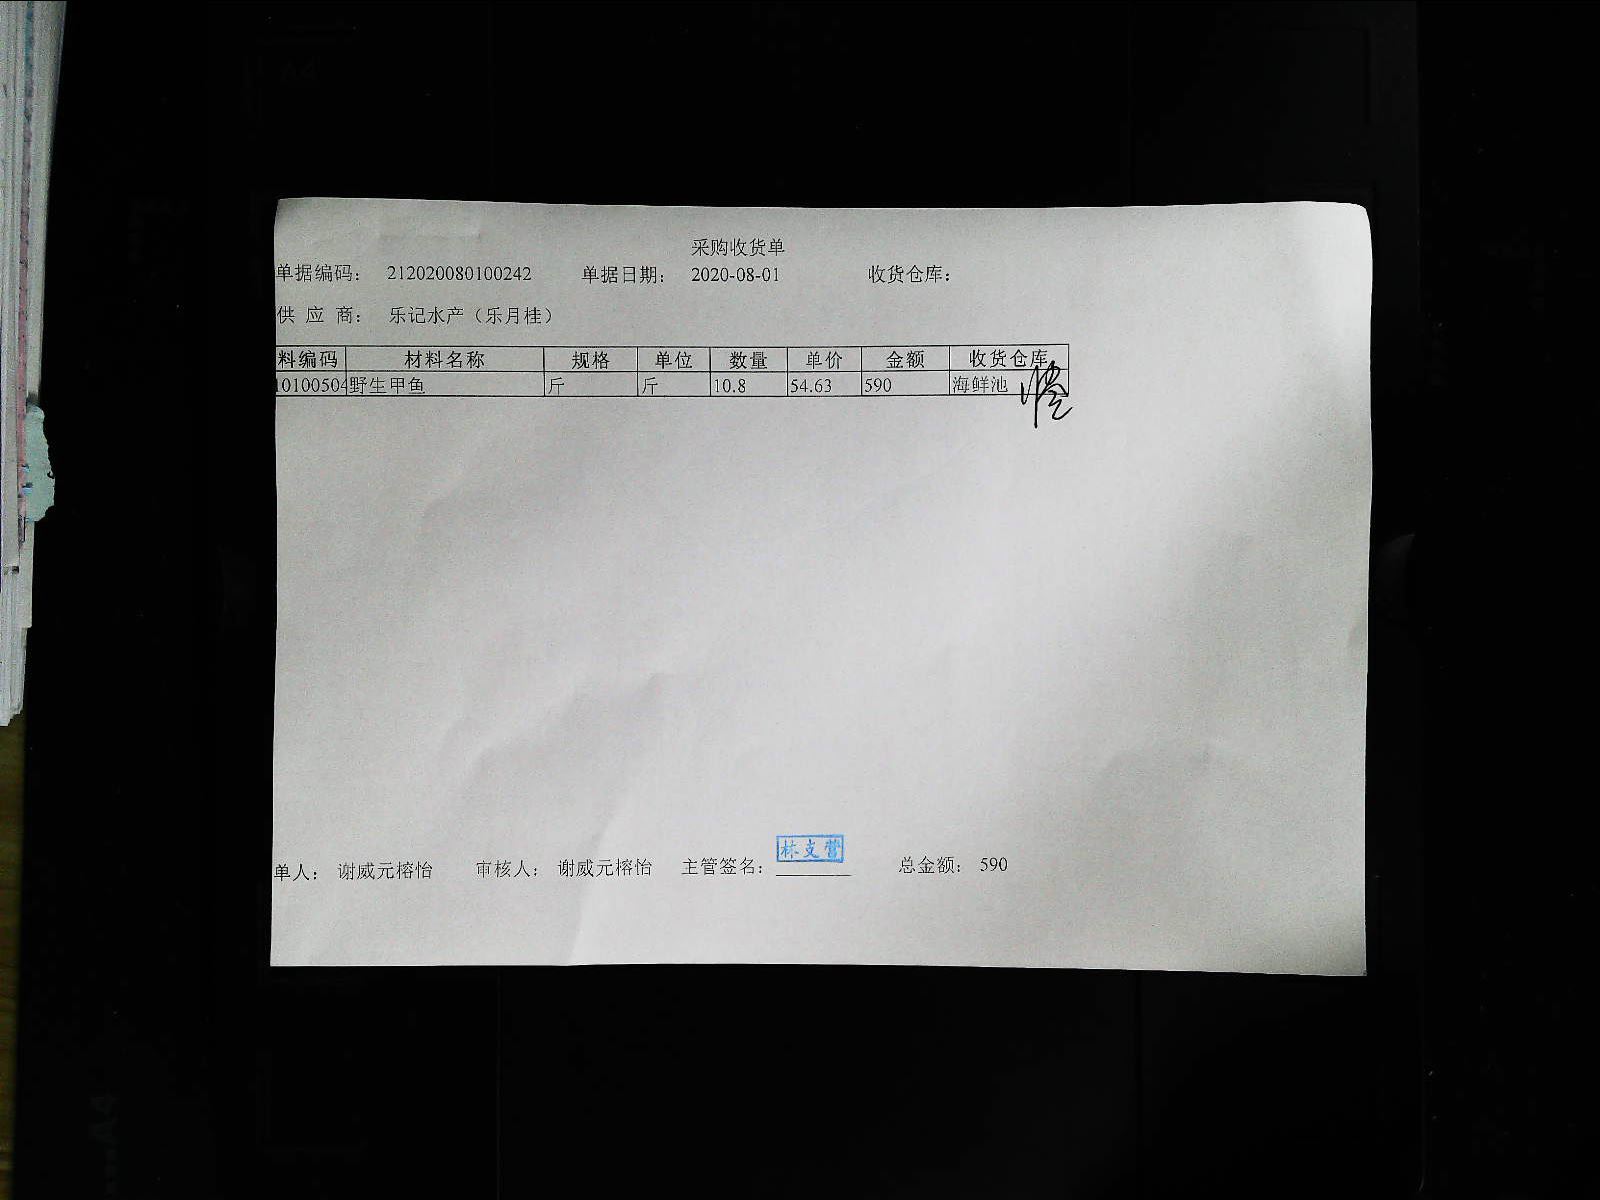 采购收货单
单据编码： 212020080100242 单据日期： 2020-08-01 收货仓库：
供 应 商： 乐记水产（乐月桂）
料编码 材料名称 规格 单位 数量 单价 金额 收货仓库
10100504 野生甲鱼 斤 斤 10.8 54.63 590 海鲜池
单人： 谢威元榕怡 审核人： 谢威元榕怡 主管签名： 林支营 总金额： 590